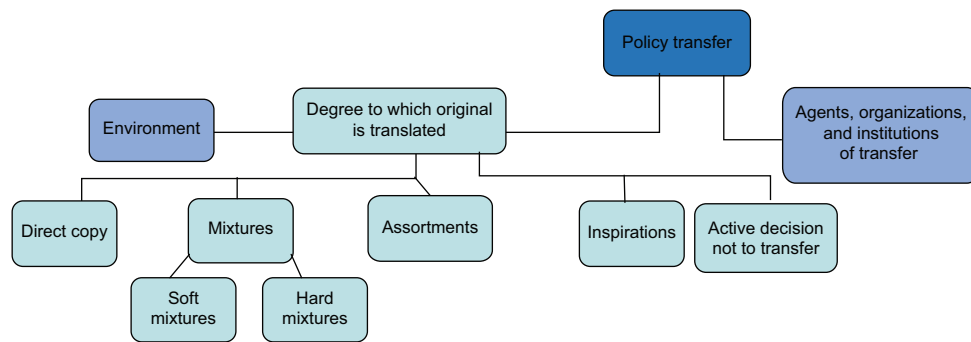 Policy transfer
Degree to which original
is translated
Environment
Agents, organizations,
and institutions
of transfer
Direct copy
Mixtures
Assortments
Inspirations
Active decision
not to transfer
Soft
mixtures
Hard
mixtures